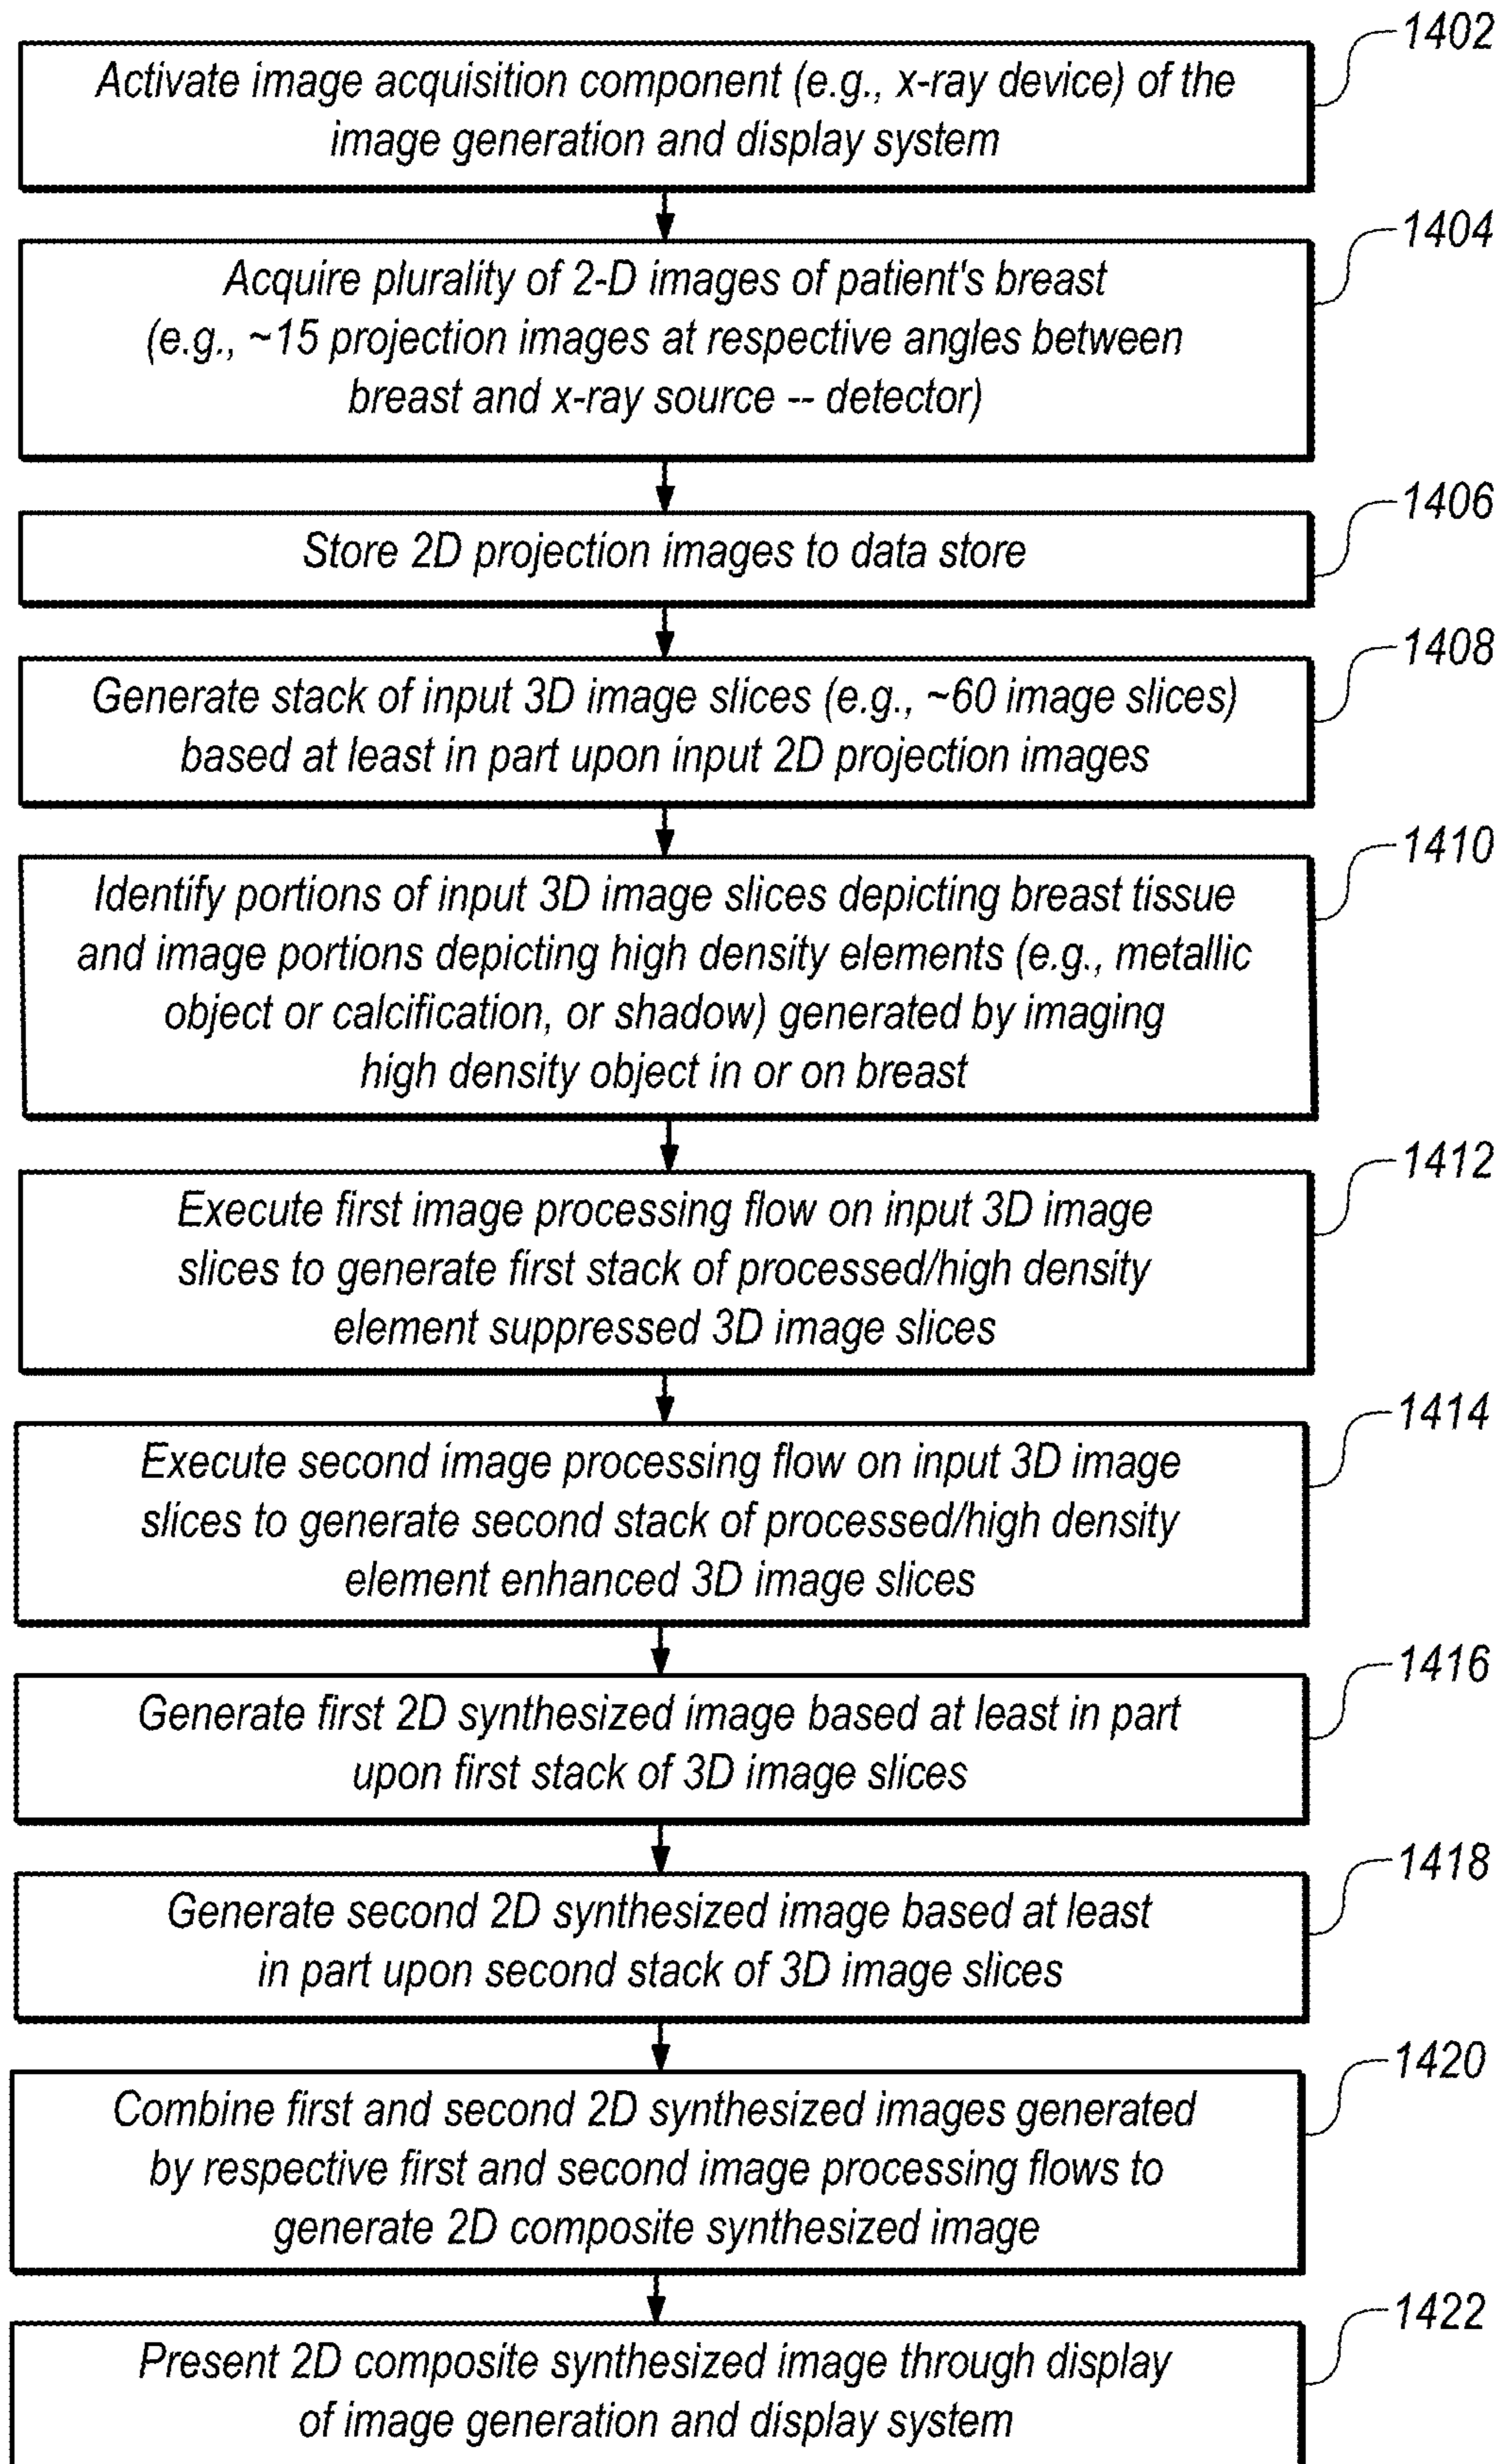 1402
Activate image acquisition component (e.g., x-ray device) of the
image generation and display system
1404
Acquire plurality of 2-D images of patient's breast
(e.g., ~15 projection images at respective angles between
breast and x-ray source -- detector)
1406
Store 2D projection images to data store
1408
Generate stack of input 3D image slices (e.g., ~60 image slices)
based at least in part upon input 2D projection images
1410
Identify portions of input 3D image slices depicting breast tissue
and image portions depicting high density elements (e.g., metallic
object or calcification, or shadow) generated by imaging
high density object in or on breast
1412
Execute first image processing flow on input 3D image
slices to generate first stack of processed/high density
element suppressed 3D image slices
1414
Execute second image processing flow on input 3D image
slices to generate second stack of processed/high density
element enhanced 3D image slices
1416
Generate first 2D synthesized image based at least in part
upon first stack of 3D image slices
1418
Generate second 2D synthesized image based at least
in part upon second stack of 3D image slices
1420
Combine first and second 2D synthesized images generated
by respective first and second image processing flows to
generate 2D composite synthesized image
1422
Present 2D composite synthesized image through display
of image generation and display system